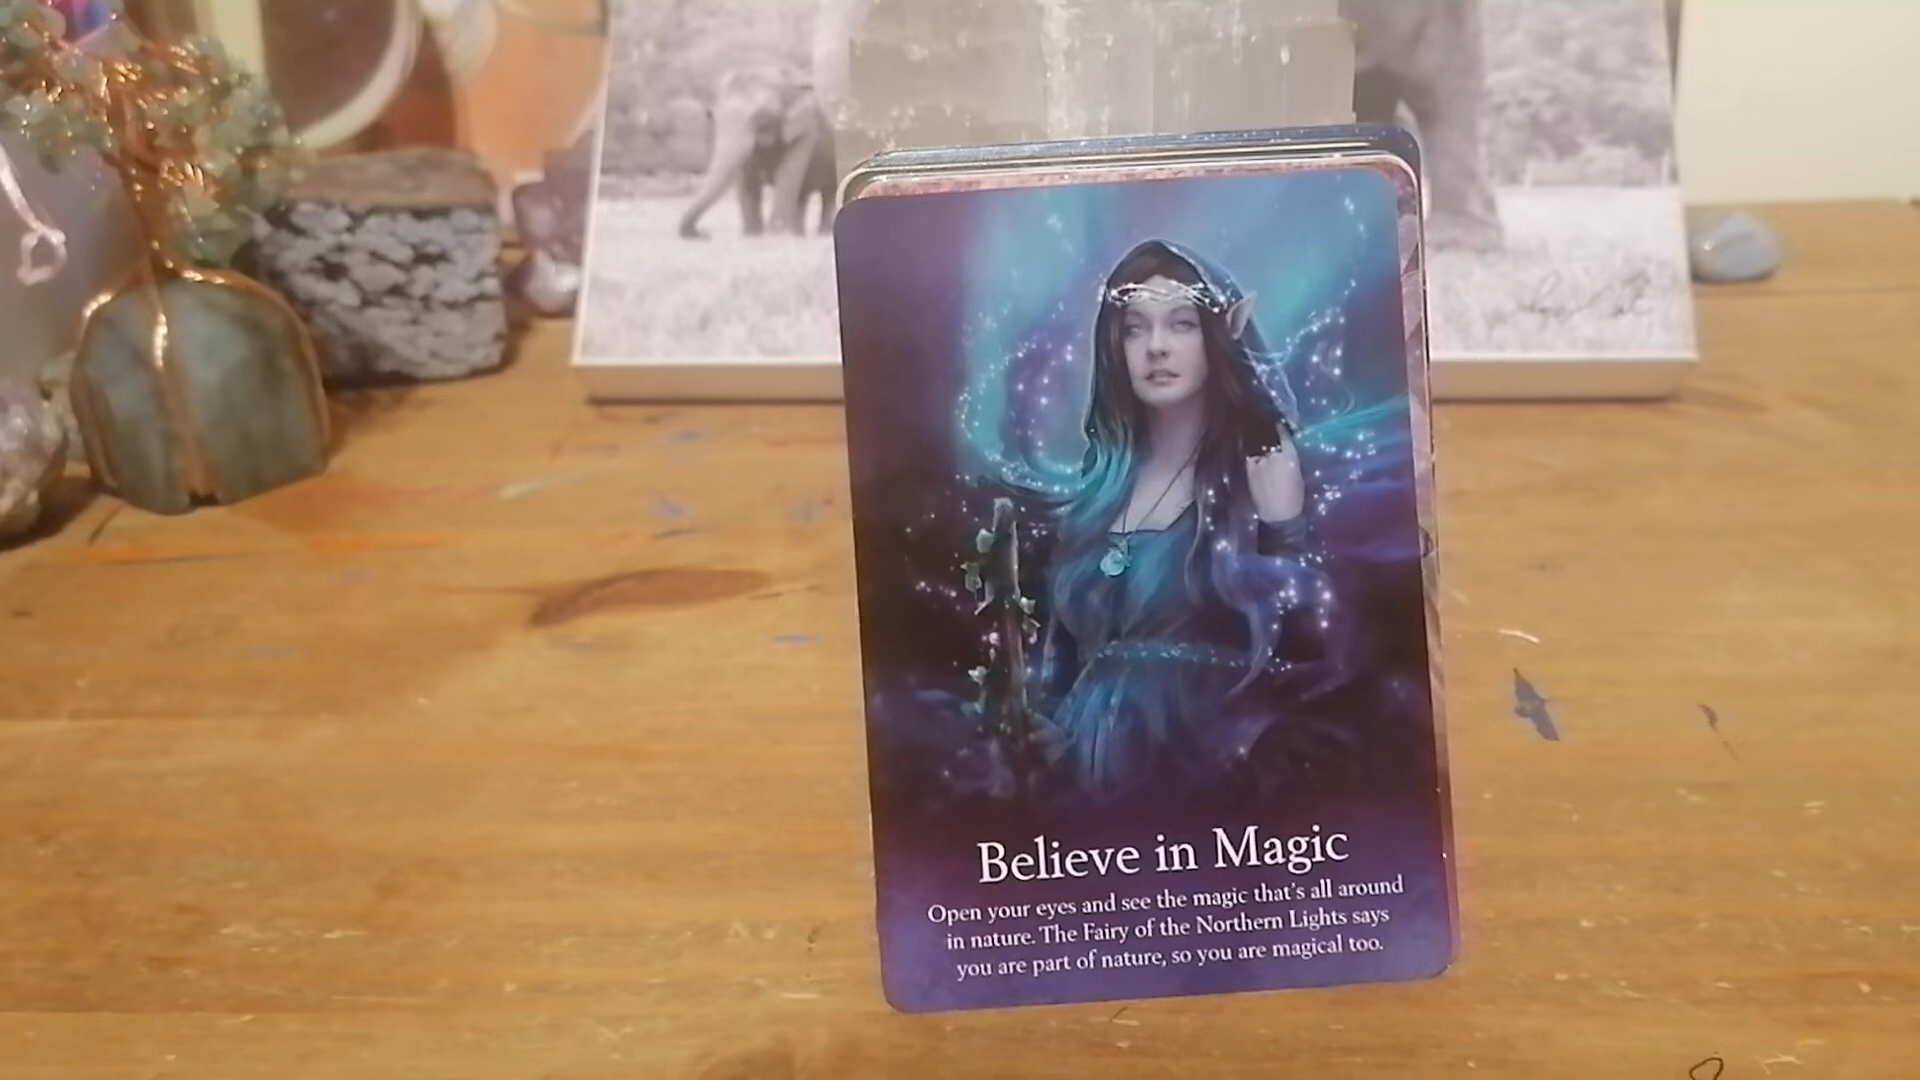 Believe in Magic
Open your eyes and see the magic that's all around
in nature. The Fairy of the Northern Lights says
you are part of nature, so you are magical too.